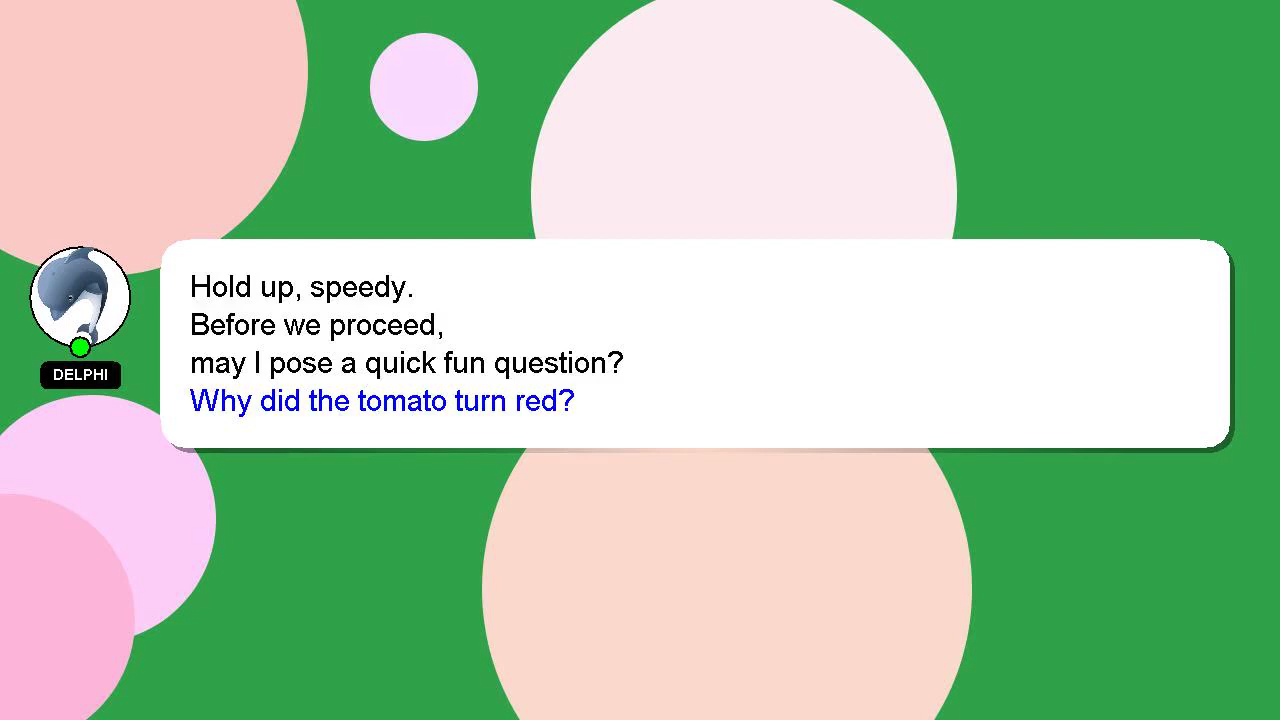 Hold up, speedy.
Before we proceed,
may I pose a quick fun question?
Why did the tomato turn red?
DELPHI